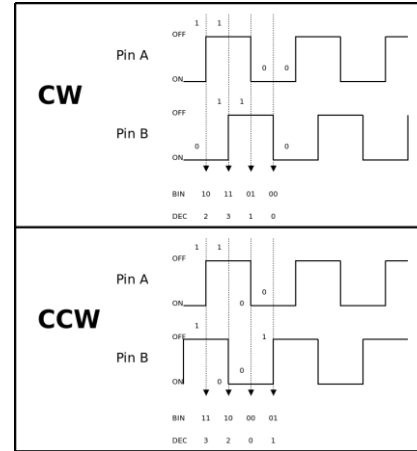 1 1
OFF
Pin A
0 0
ON
CW
OFF
1 1
Pin B
0 0
ON
BIN 10 11 01 00
DEC 2 3 1 0
1 1
OFF
Pin A
0
ON 0
CCW
1
OFF 1
Pin B
0
ON 0
BIN 11 10 00 01
DEC 3 2 0 1